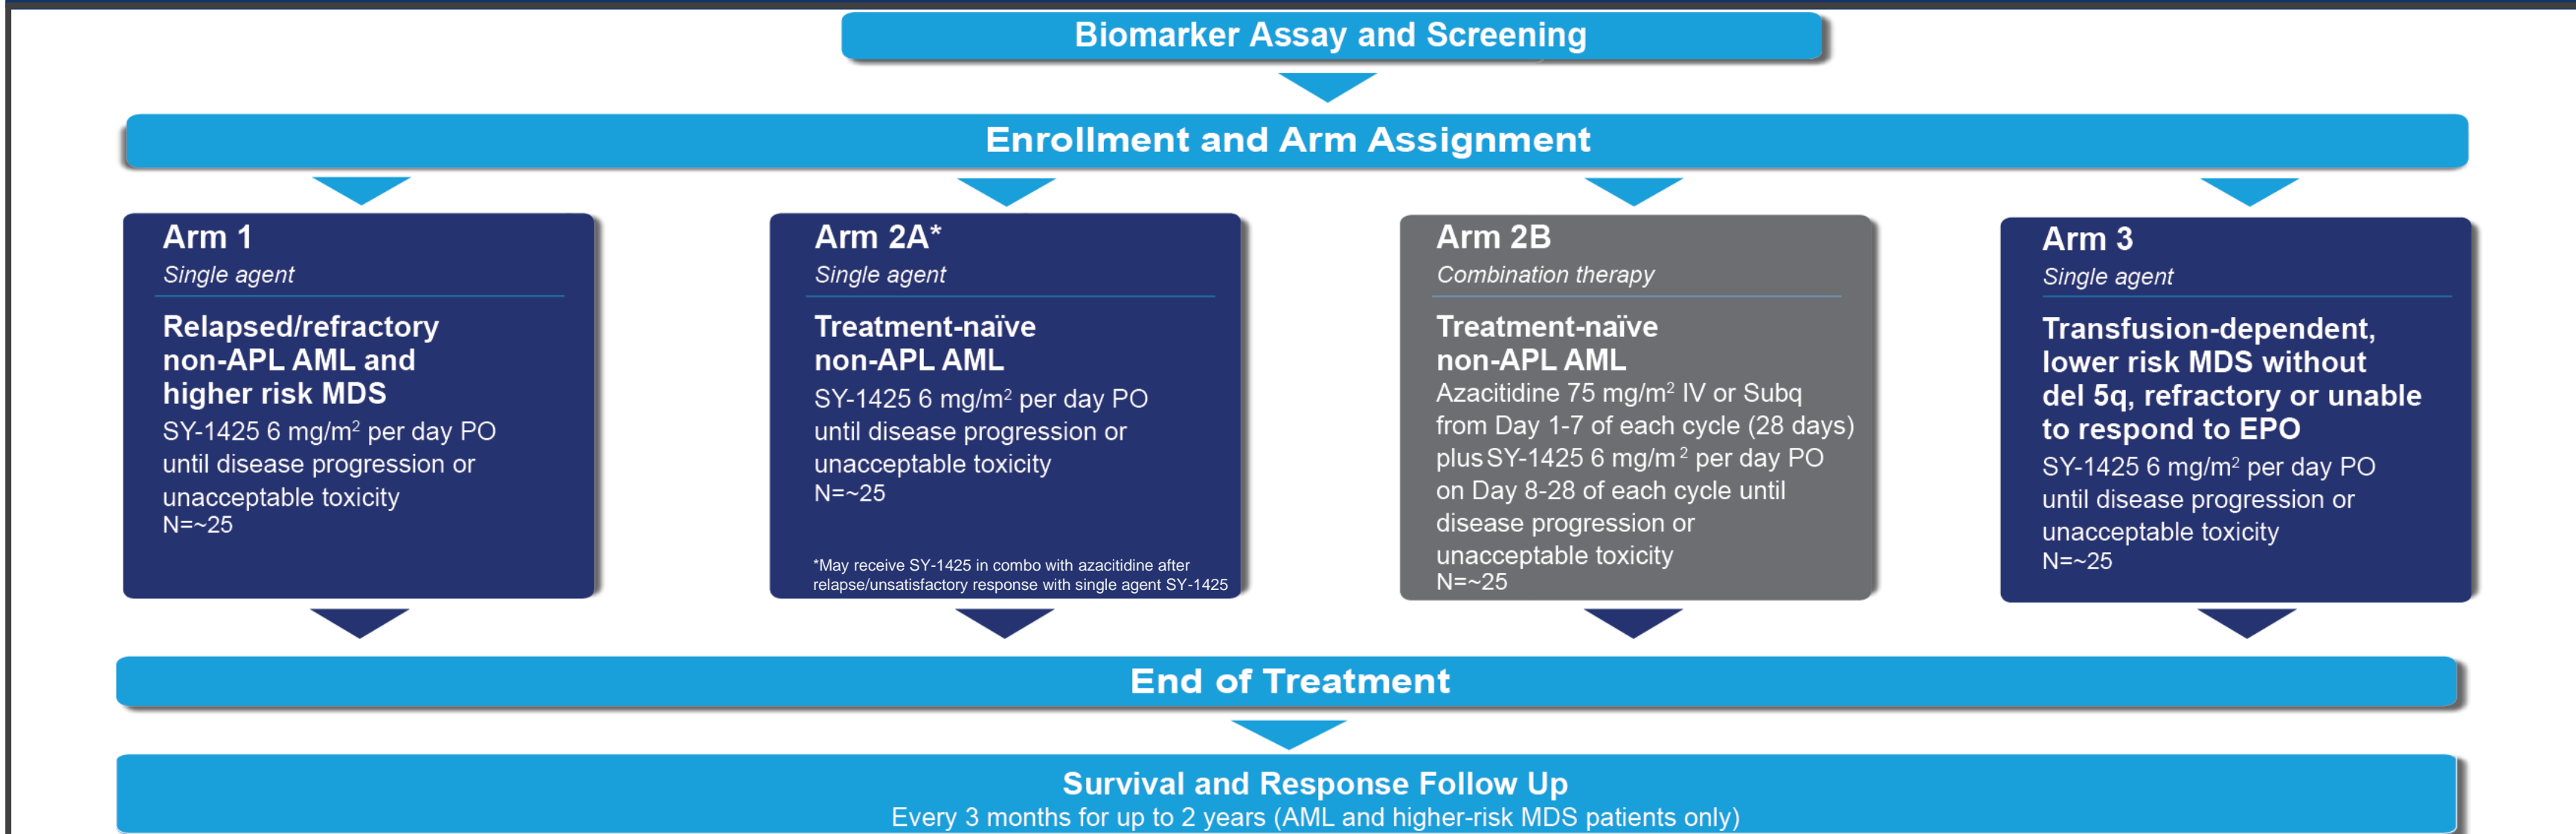 Biomarker Assay and Screening
Enrollment and Arm Assignment
Arm 1
Single agent
Relapsed/refractory
non-APL AML and
higher risk MDS
SY-1425 6 mg/m² per day PO
until disease progression or
unacceptable toxicity
N=~25
Arm 2A*
Single agent
Treatment-naïve
non-APL AML
SY-1425 6 mg/m² per day PO
until disease progression or
unacceptable toxicity
N=~25
*May receive SY-1425 in combo with azacitidine after
relapse/unsatisfactory response with single agent SY-1425
Arm 2B
Combination therapy
Treatment-naïve
non-APL AML
Azacitidine 75 mg/m² IV or Subq
from Day 1-7 of each cycle (28 days)
plus SY-1425 6 mg/m² per day PO
on Day 8-28 of each cycle until
disease progression or
unacceptable toxicity
N=~25
Arm 3
Single agent
Transfusion-dependent,
lower risk MDS without
del 5q, refractory or unable
to respond to EPO
SY-1425 6 mg/m² per day PO
until disease progression or
unacceptable toxicity
N=~25
End of Treatment
Survival and Response Follow Up
Every 3 months for up to 2 years (AML and higher-risk MDS patients only)